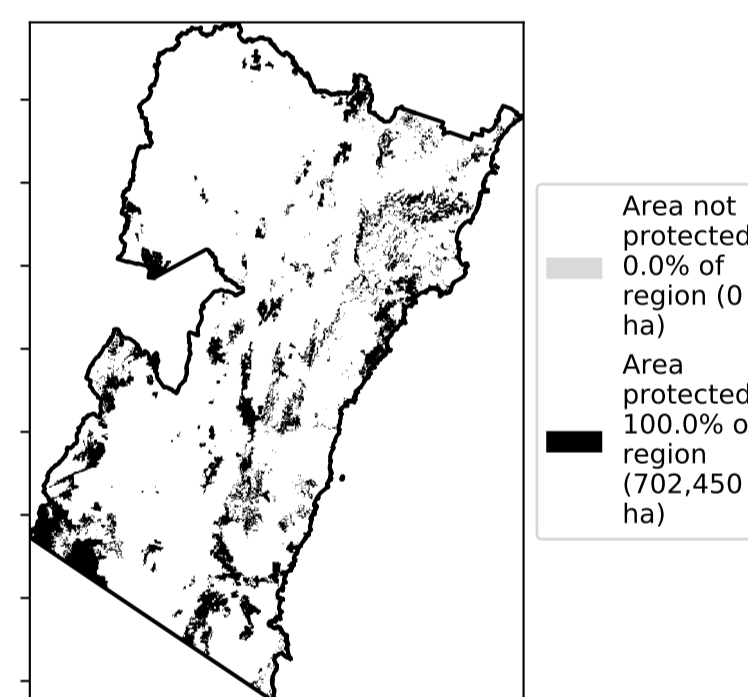 Area not
protected
0.0% of
region (0
ha)
Area
protected
100.0% o
region
(702,450
ha)